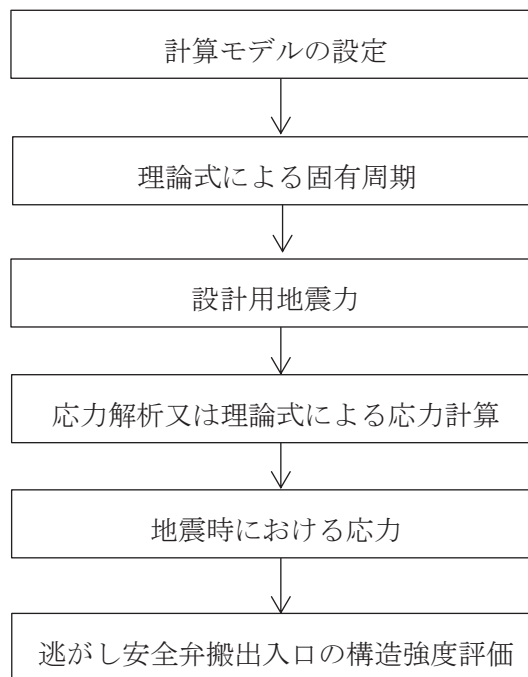 計算モデルの設定
理論式による固有周期
設計用地震力
応力解析又は理論式による応力計算
地震時における応力
逃がし安全弁搬出入口の構造強度評価